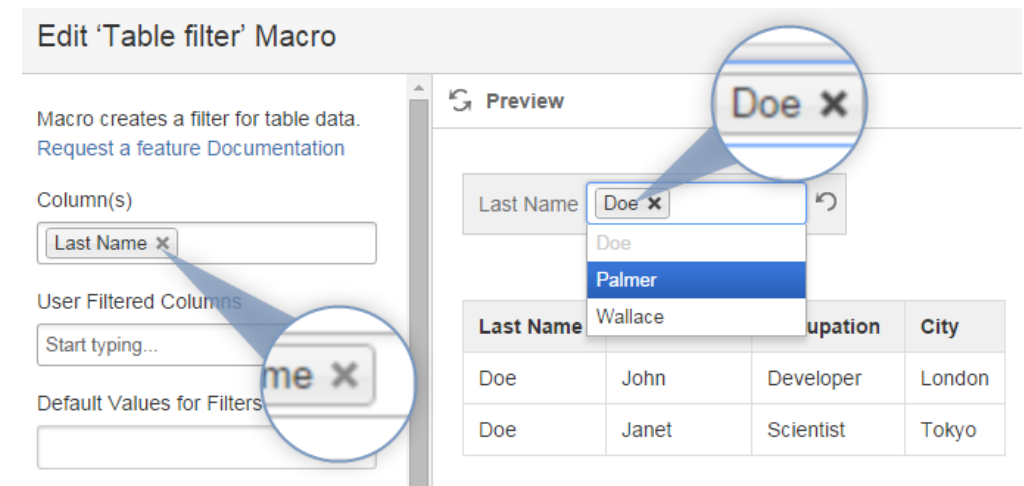 Edit ‘Table filter’ Macro
Macro creates a filter for table data.
Request a feature Documentation
Column(s)
Last Name ×
User Filtered Columns
Start typing...
me ×
Default Values for Filters
Preview
Doe ×
Last Name Doe ×
Doe
Palmer
Wallace
Last Name upation City
Doe John Developer London
Doe Janet Scientist Tokyo